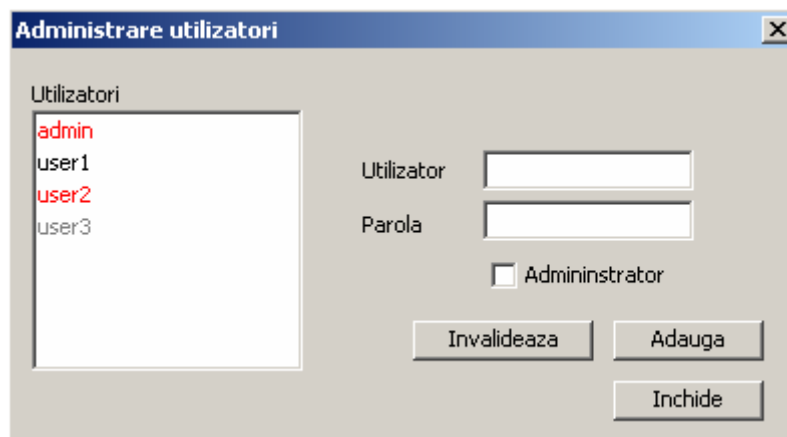 Administrare utilizatori
Utilizatori
admin
user1
user2
user3
Utilizator
Parola
Admininstrator
Invalideaza
Adauga
Inchide